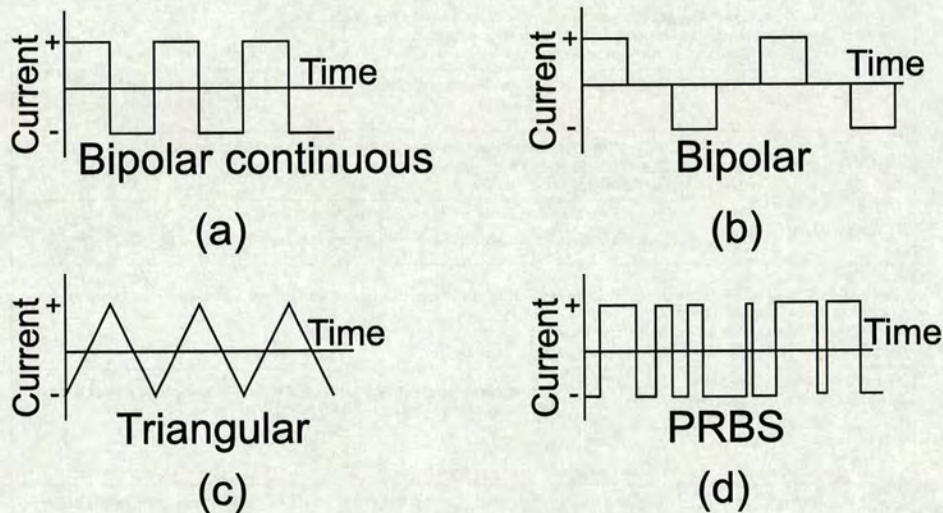 Current
+
-
Time
Bipolar continuous
(a)
Current
+
-
Time
Bipolar
(b)
Current
+
-
Time
Triangular
(c)
Current
+
-
Time
PRBS
(d)